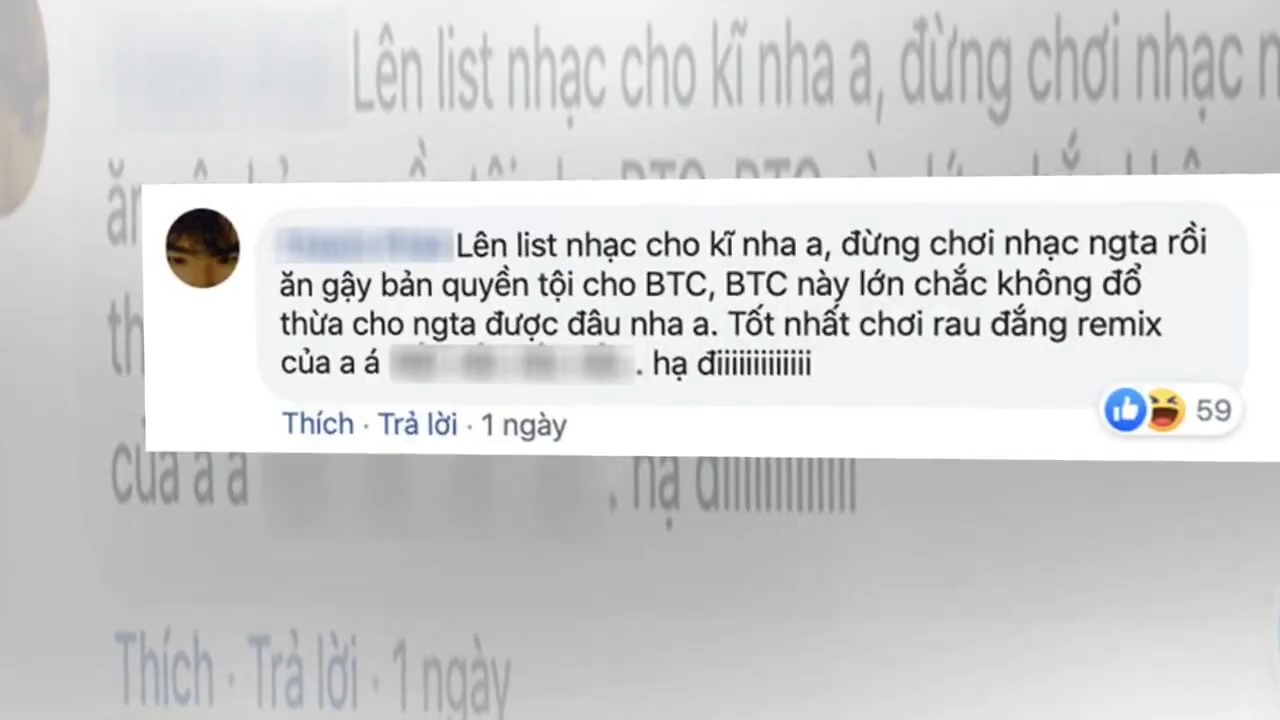 Lên list nhạc cho kĩ nha a, đừng chơi nhạc
Lên list nhạc cho kĩ nha a, đừng chơi nhạc ngta rồi
ăn gậy bản quyền tội cho BTC, BTC này lớn chắc không đổ
thừa cho ngta được đâu nha a. Tốt nhất chơi rau đắng remix
của a á . hạ điiiiiiiiiiiii
Thích · Trả lời · 1 ngày
59
của a á . hạ điiiiiiiiiiiii
Thích · Trả lời · 1 ngày